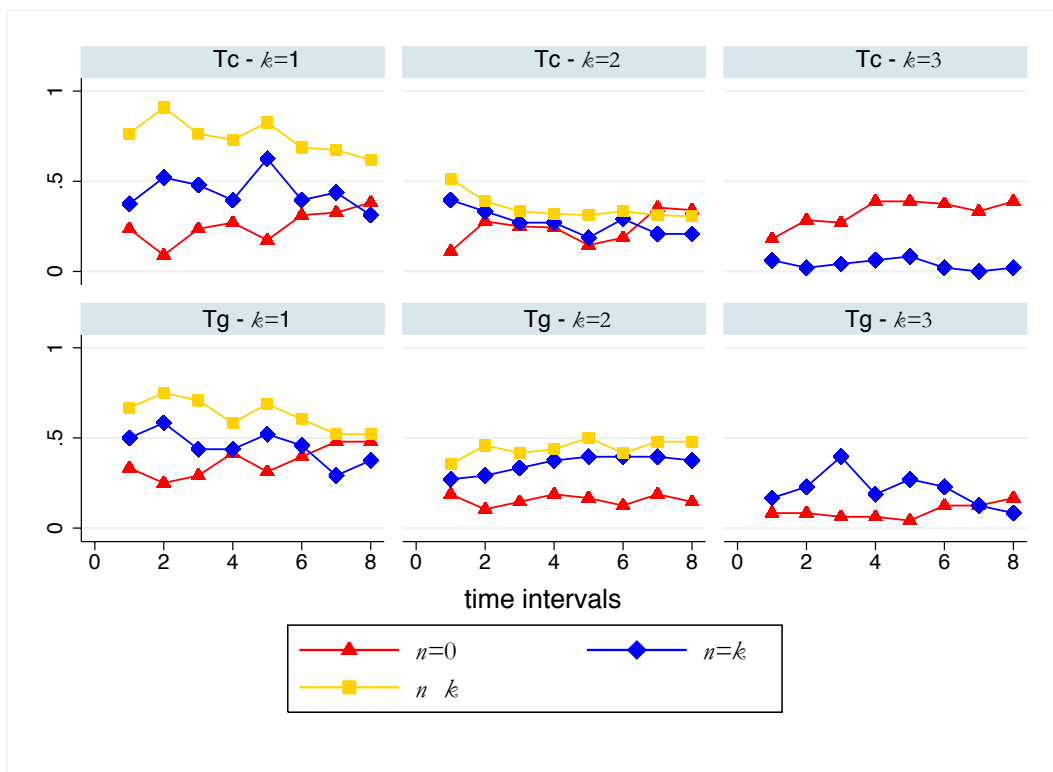 Tc - k=1 Tc - k=2 Tc - k=3
1
.5
0
Tg - k=1 Tg - k=2 Tg - k=3
1
.5
0
0 2 4 6 8 0 2 4 6 8 0 2 4 6 8
time intervals
n=0 n=k
n k